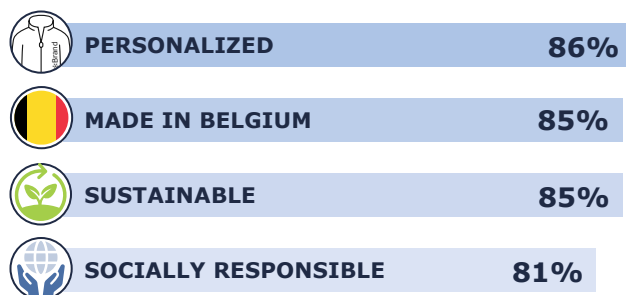 PERSONALIZED 86%
MADE IN BELGIUM 85%
SUSTAINABLE 85%
SOCIALLY RESPONSIBLE 81%